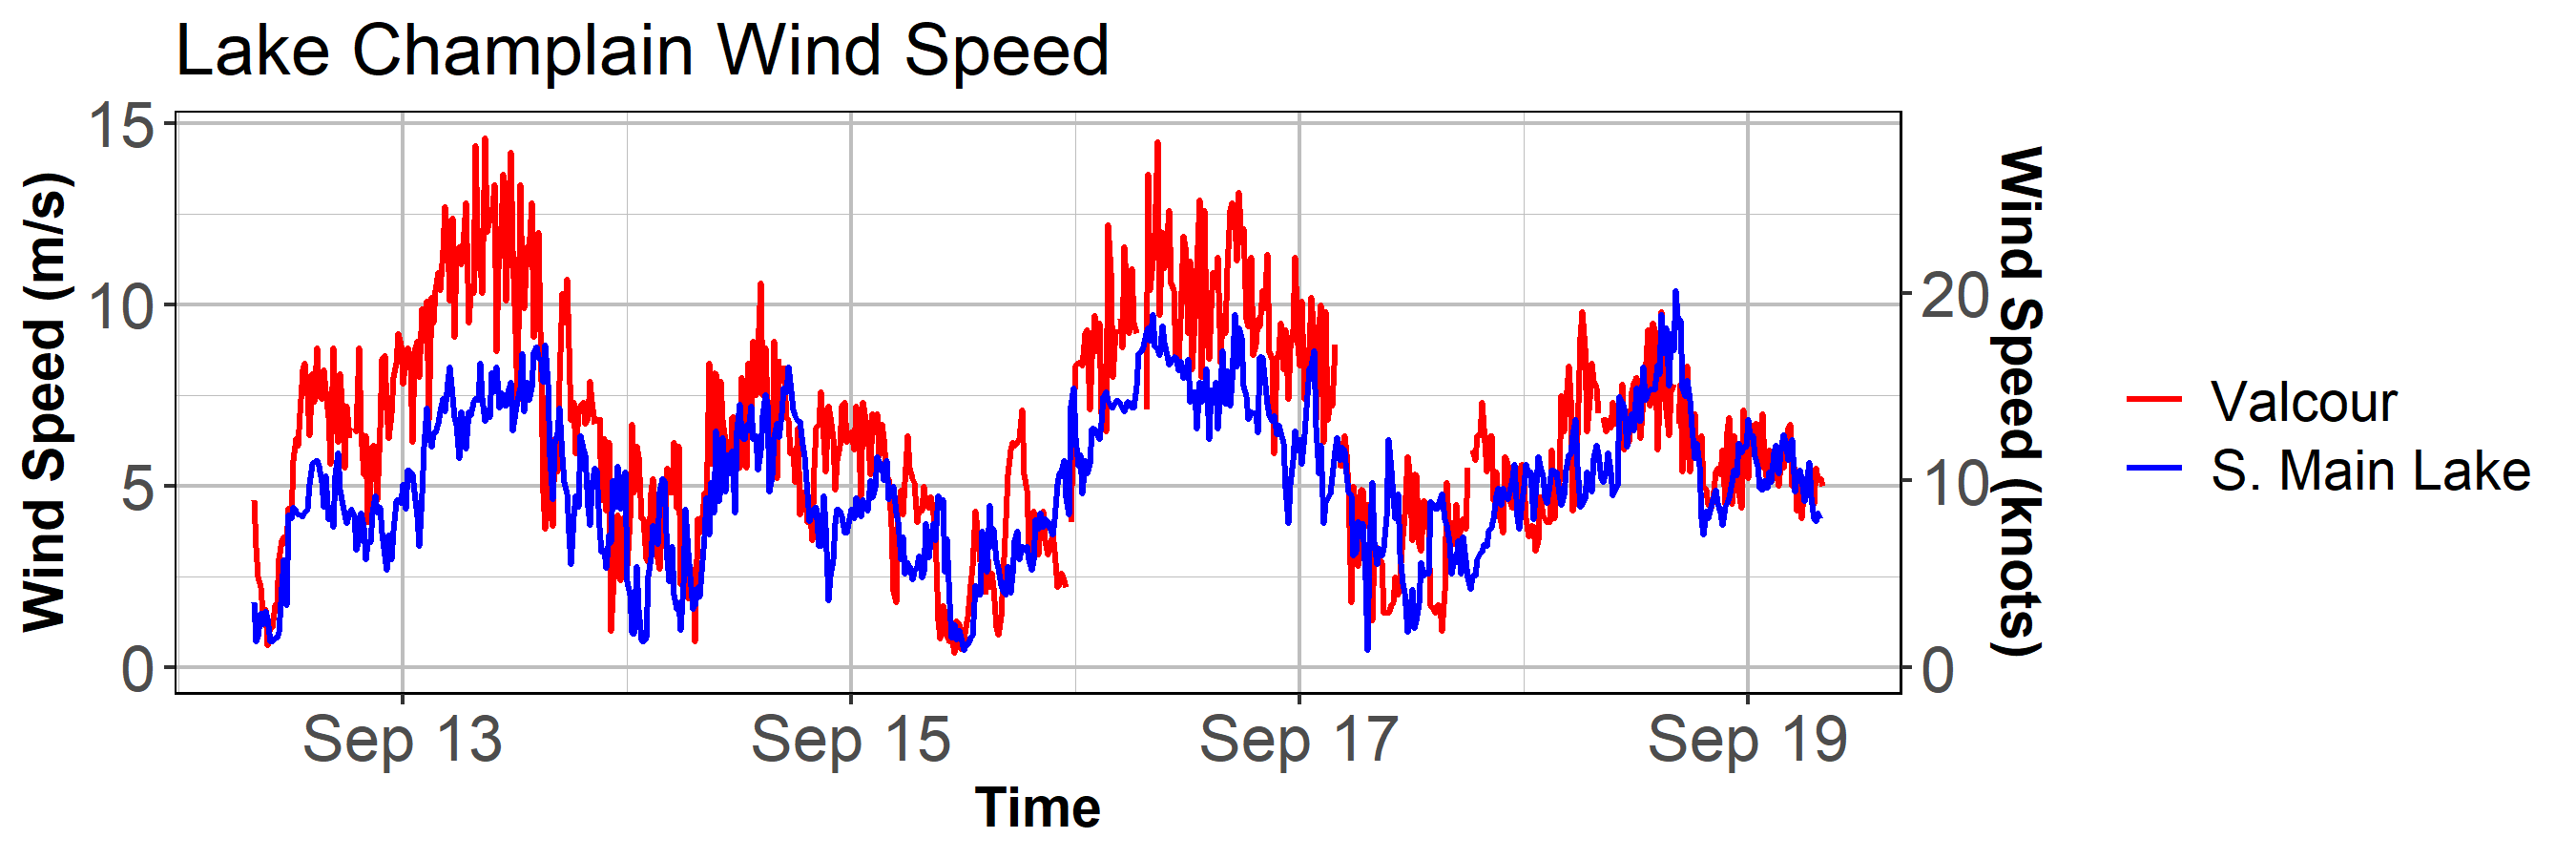 Lake Champlain Wind Speed
15
10
5
0
Wind Speed (m/s)
20
10
0
Wind Speed (knots)
Sep 13
Sep 15
Sep 17
Sep 19
Time
Valcour
S. Main Lake